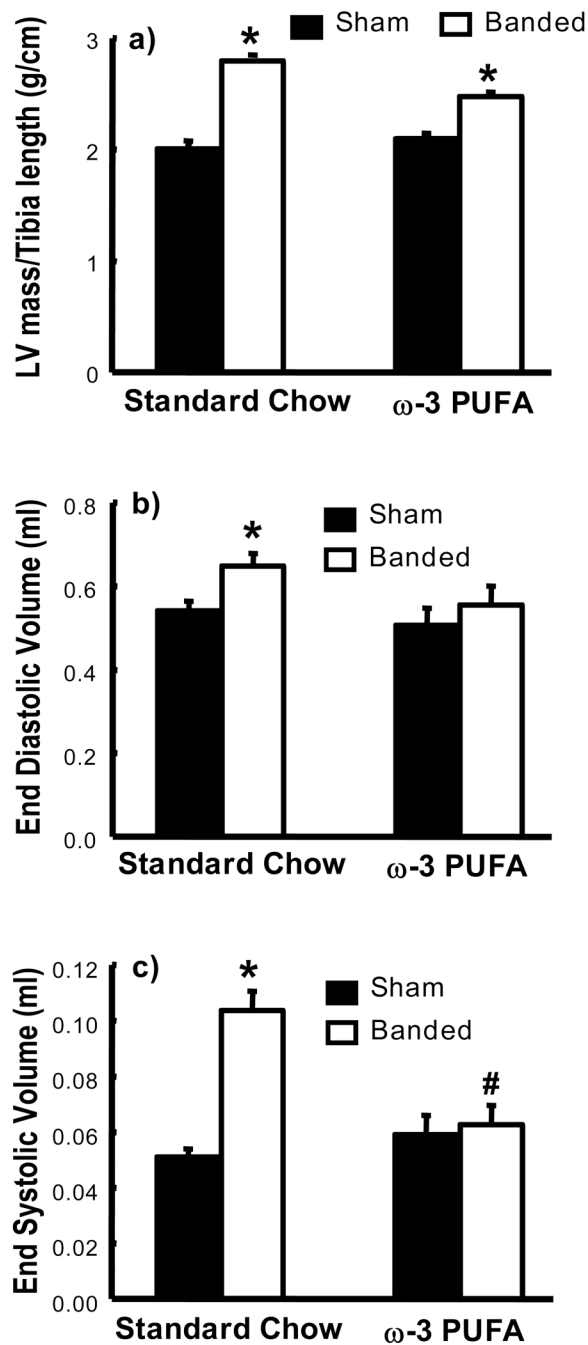 a)
Sham
Banded
LV mass/Tibia length (g/cm)
3
2
1
0
*
*
Standard Chow
ω-3 PUFA
b)
Sham
Banded
End Diastolic Volume (ml)
0.8
0.6
0.4
0.2
0.0
*
Standard Chow
ω-3 PUFA
c)
Sham
Banded
End Systolic Volume (ml)
0.12
0.10
0.08
0.06
0.04
0.02
0.00
*
#
Standard Chow
ω-3 PUFA